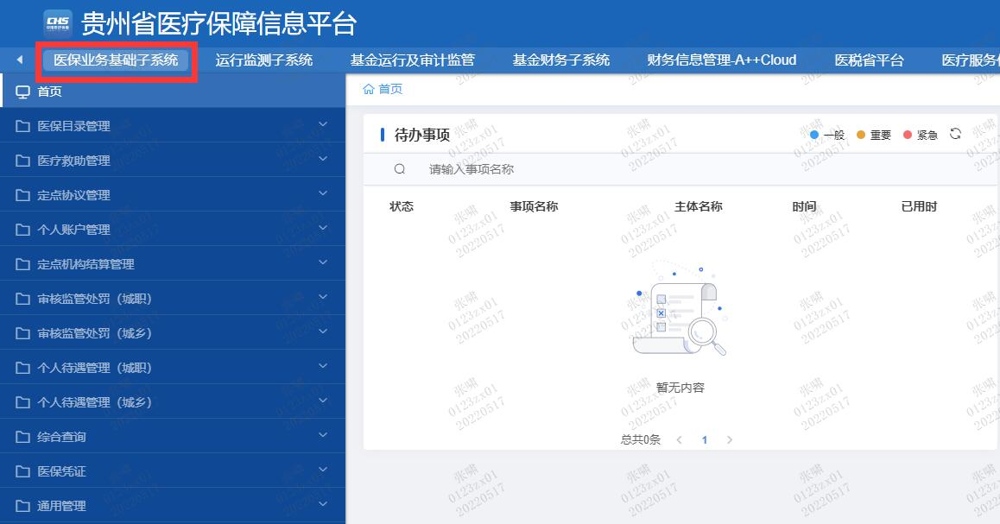 CHS
贵州省医疗保障信息平台
医保业务基础子系统 运行监测子系统 基金运行及审计监管 基金财务子系统 财务信息管理-A++Cloud 医税省平台 医疗服务
首页
医保目录管理
医疗救助管理
定点协议管理
个人账户管理
定点机构结算管理
审核监管处罚（城职）
审核监管处罚（城乡）
个人待遇管理（城职）
个人待遇管理（城乡）
综合查询
医保凭证
通用管理
首页
待办事项 一般 重要 紧急
请输入事项名称
状态 事项名称 主体名称 时间 已用时
暂无内容
总共0条 1
张啸
0123zx01
20220517